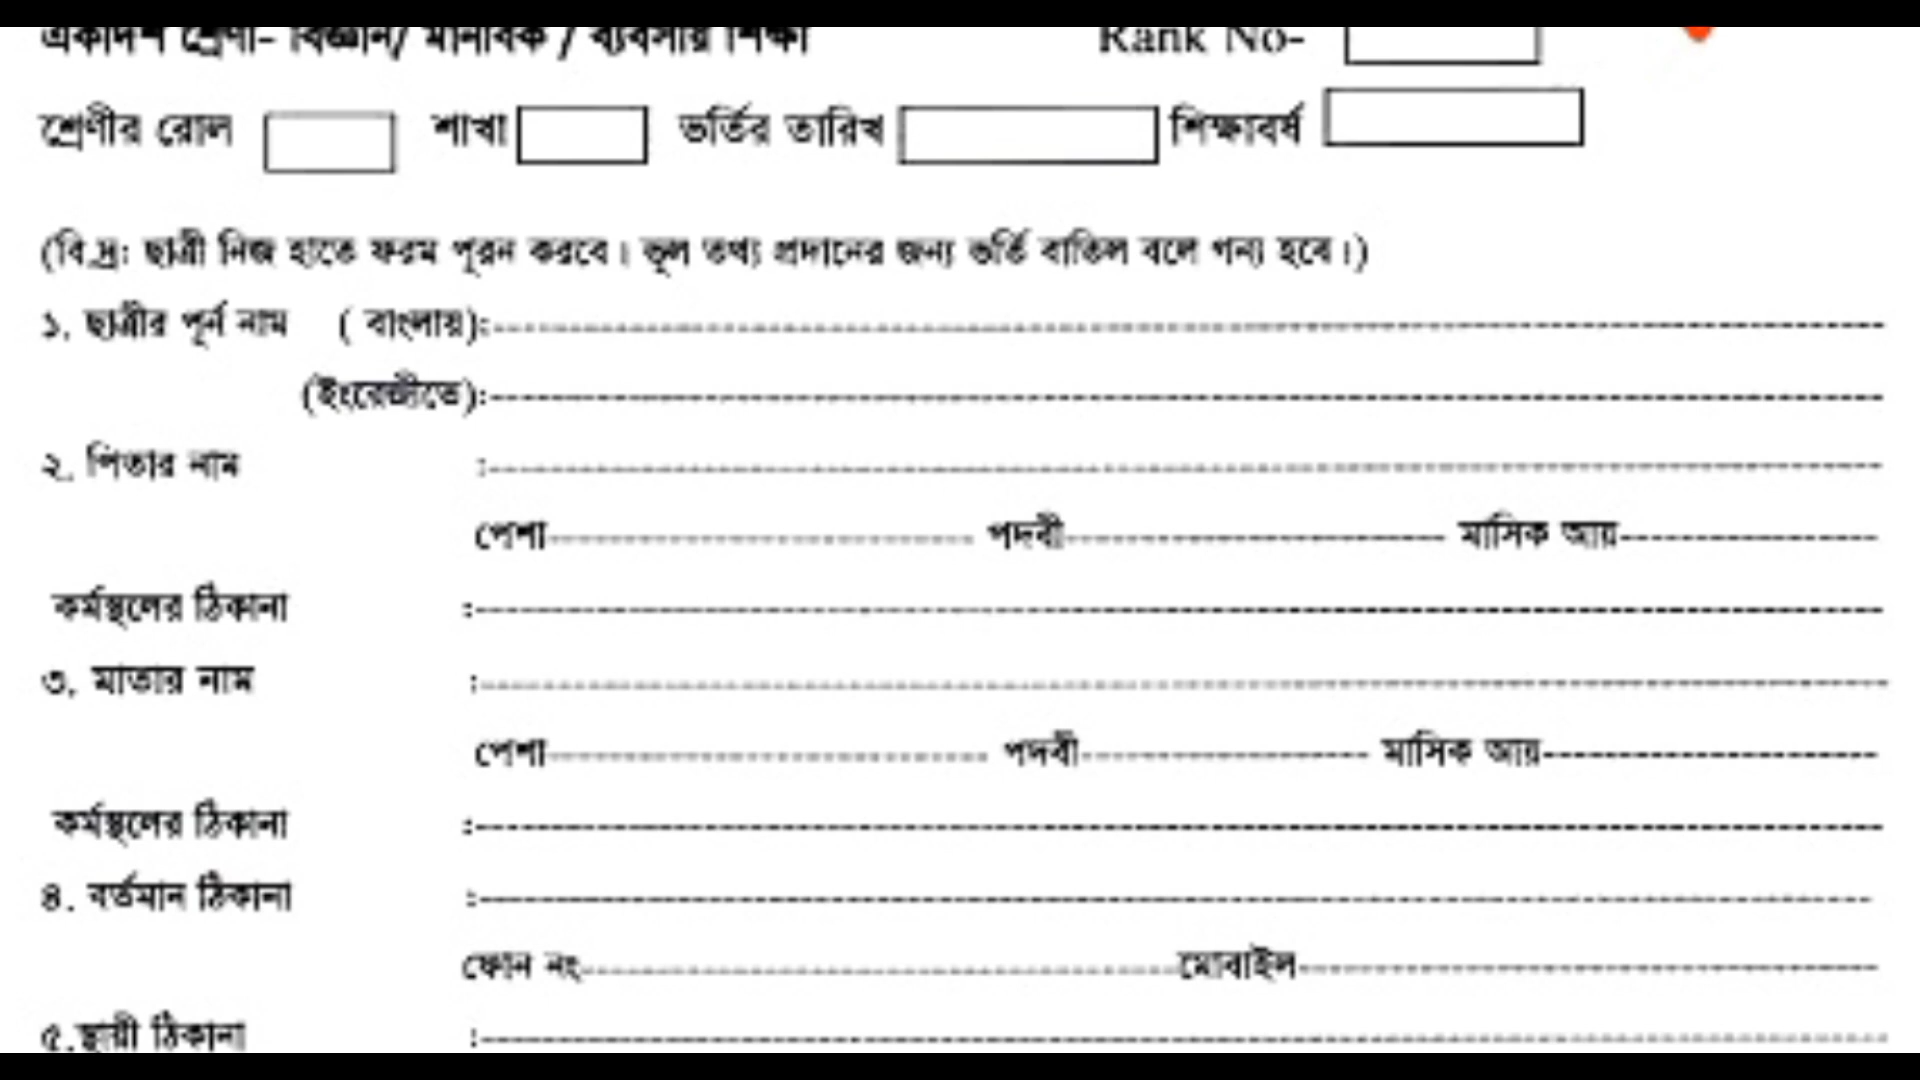 একাদশ শ্রেণী- বিজ্ঞান/ মানবিক / ব্যবসায় শিক্ষা Rank No-
শ্রেণীর রোল শাখা ভর্তির তারিখ শিক্ষাবর্ষ
(বি.দ্র: ছাত্রী নিজ হাতে ফরম পূরন করবে। ভূল তথ্য প্রদানের জন্য ভর্তি বাতিল বলে গন্য হবে।)
১. ছাত্রীর পূর্ন নাম ( বাংলায়):
(ইংরেজীতে):
২. পিতার নাম :
পেশা পদবী মাসিক আয়
কর্মস্থলের ঠিকানা :
৩. মাতার নাম :
পেশা পদবী মাসিক আয়
কর্মস্থলের ঠিকানা :
৪. বর্তমান ঠিকানা :
ফোন নং মোবাইল
৫.স্থায়ী ঠিকানা :